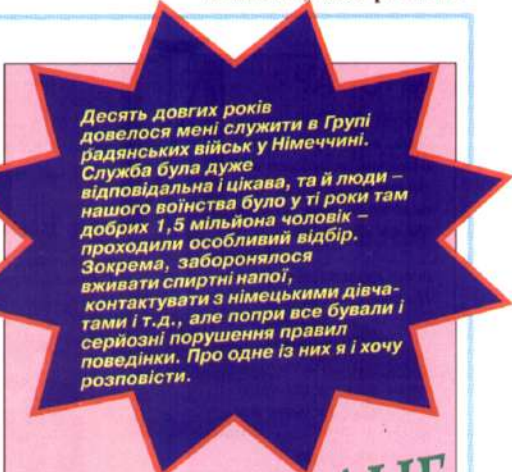 Десять довгих років
довелося мені служити в Групі
радянських військ у Німеччині.
Служба була дуже
відповідальна і цікава, та й люди –
нашого воїнства було у ті роки там
добрих 1,5 мільйона чоловік –
проходили особливий відбір.
Зокрема, заборонялося
вживати спиртні напої,
контактувати з німецькими дівча-
тами і т.д., але попри все бували і
серйозні порушення правил
поведінки. Про одне із них я і хочу
розповісти.